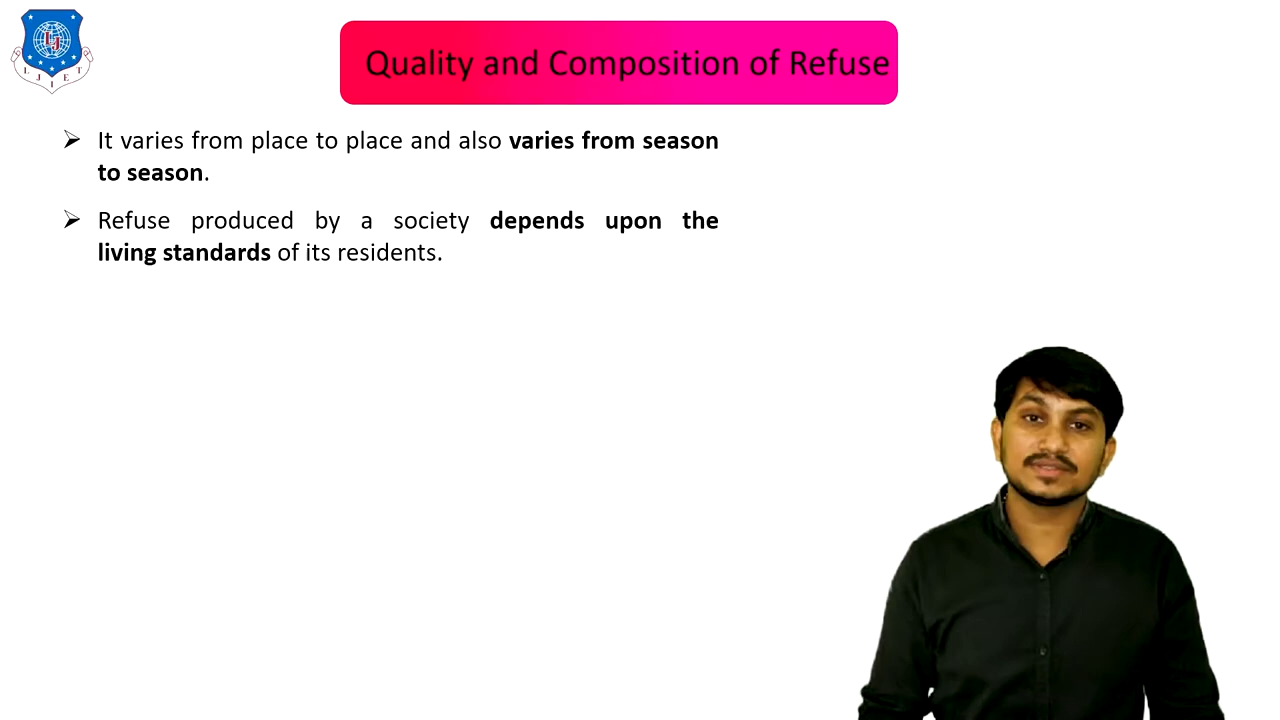 Quality and Composition of Refuse
➢ It varies from place to place and also varies from season
to season.
➢ Refuse produced by a society depends upon the
living standards of its residents.
L J I E T